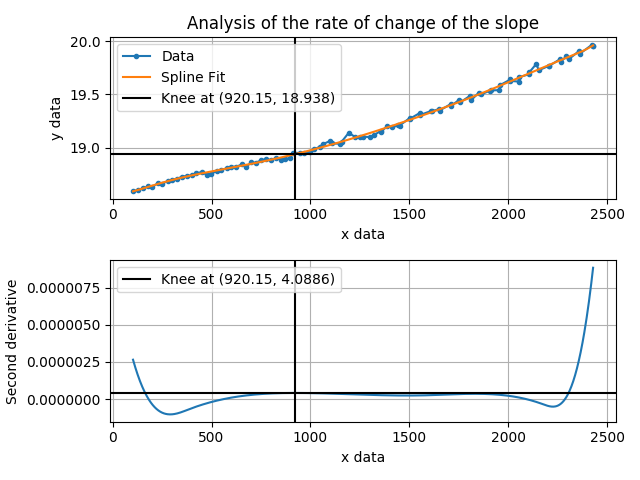 Analysis of the rate of change of the slope
20.0
19.5
19.0
y data
Data
Spline Fit
Knee at (920.15, 18.938)
0 500 1000 1500 2000 2500
x data
0.0000075
0.0000050
0.0000025
0.0000000
Second derivative
Knee at (920.15, 4.0886)
0 500 1000 1500 2000 2500
x data